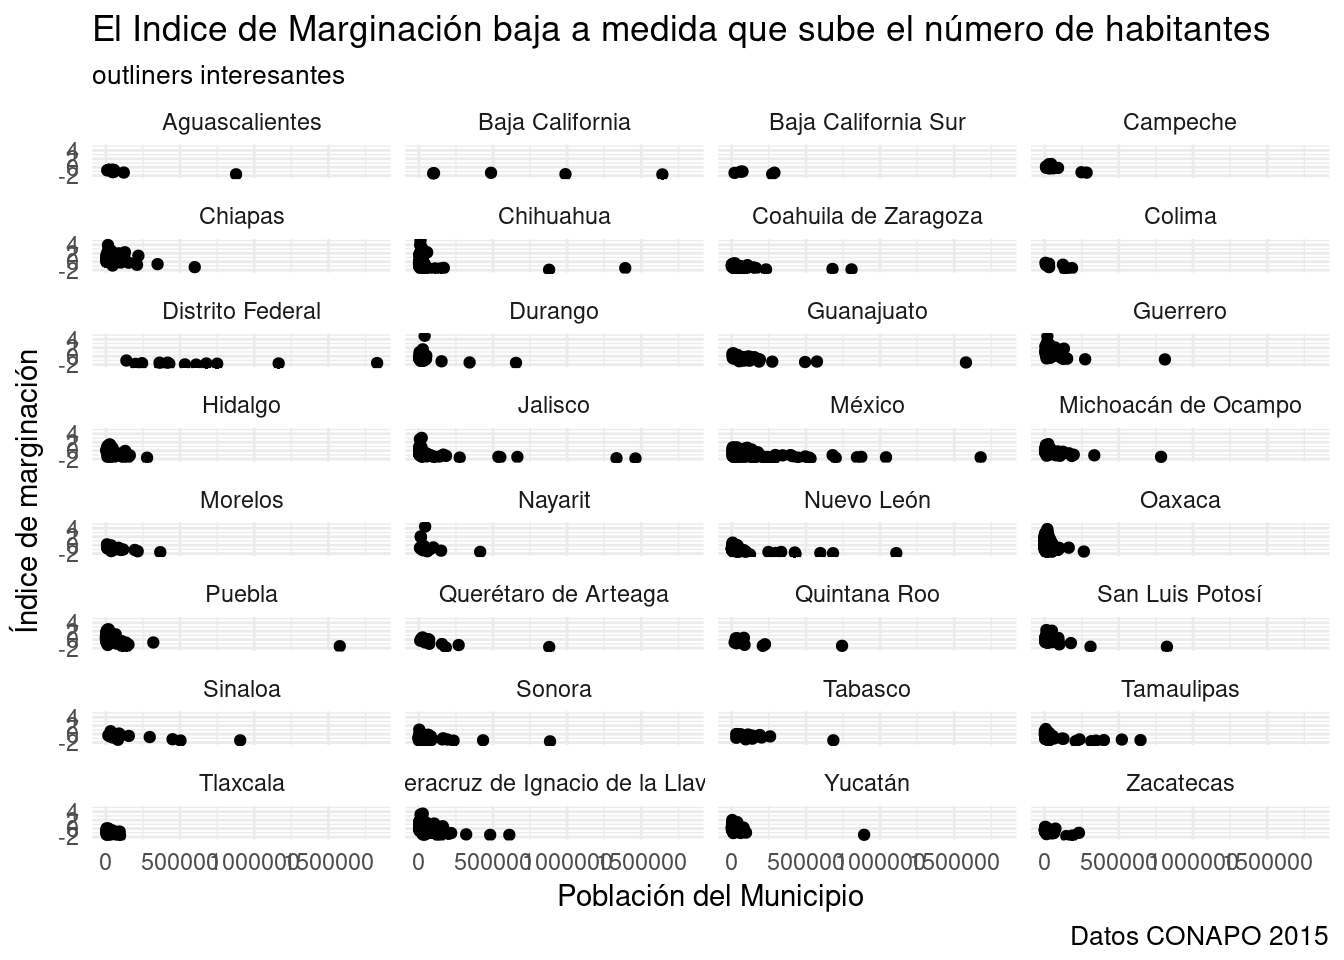 El Indice de Marginación baja a medida que sube el número de habitantes
outliners interesantes
Aguascalientes Baja California Baja California Sur Campeche
4
2
0
-2
Chiapas Chihuahua Coahuila de Zaragoza Colima
4
2
0
-2
Distrito Federal Durango Guanajuato Guerrero
4
2
0
-2
Hidalgo Jalisco México Michoacán de Ocampo
4
2
0
-2
Morelos Nayarit Nuevo León Oaxaca
4
2
0
-2
Puebla Querétaro de Arteaga Quintana Roo San Luis Potosí
4
2
0
-2
Sinaloa Sonora Tabasco Tamaulipas
4
2
0
-2
Tlaxcala eracruz de Ignacio de la Llav Yucatán Zacatecas
4
2
0
-2
0 500000 1000000 1500000 0 500000 1000000 1500000 0 500000 1000000 1500000 0 500000 1000000 1500000
Índice de marginación
Población del Municipio
Datos CONAPO 2015